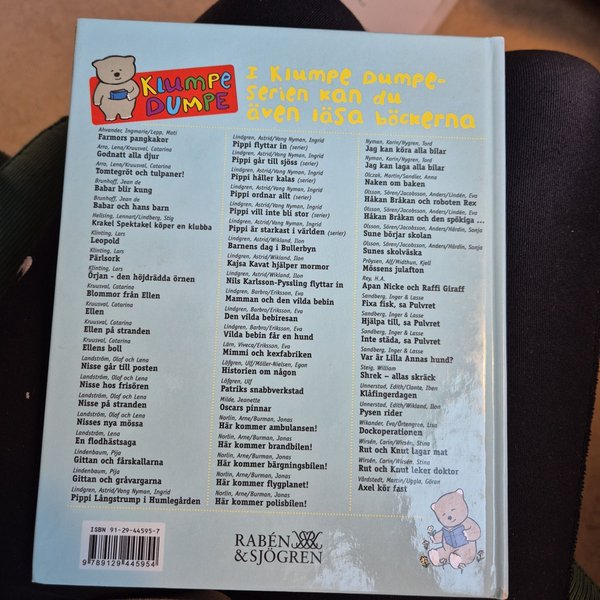 KLUMPE
DUMPE
I Klumpe Dumpe-
serien kan du
även läsa böckerna
Ahvander, Ingmarie/Lepp, Mati
Farmors pangkakor
Arro, Lena/Kruusval, Catarina
Godnatt alla djur
Arro, Lena/Kruusval, Catarina
Tomtegröt och tulpaner!
Brunhoff, Jean de
Babar blir kung
Brunhoff, Jean de
Babar och hans barn
Hellsing, Lennart/Lindberg, Stig
Krakel Spektakel köper en klubba
Klinting, Lars
Leopold
Klinting, Lars
Pärlsork
Klinting, Lars
Örjan - den höjdrädda örnen
Kruusval, Catarina
Blommor från Ellen
Kruusval, Catarina
Ellen
Kruusval, Catarina
Ellen på stranden
Kruusval, Catarina
Ellens boll
Landström, Olof och Lena
Nisse går till posten
Landström, Olof och Lena
Nisse hos frisören
Landström, Olof och Lena
Nisse på stranden
Landström, Olof och Lena
Nisses nya mössa
Landström, Lena
En flodhästsaga
Lindenbaum, Pija
Gittan och fårskallarna
Lindenbaum, Pija
Gittan och gråvargarna
Lindgren, Astrid/Vang Nyman, Ingrid
Pippi Långstrump i Humlegården
Lindgren, Astrid/Vang Nyman, Ingrid
Pippi flyttar in (serier)
Lindgren, Astrid/Vang Nyman, Ingrid
Pippi går till sjöss (serier)
Lindgren, Astrid/Vang Nyman, Ingrid
Pippi håller kalas (serier)
Lindgren, Astrid/Vang Nyman, Ingrid
Pippi ordnar allt (serier)
Lindgren, Astrid/Vang Nyman, Ingrid
Pippi vill inte bli stor (serier)
Lindgren, Astrid/Vang Nyman, Ingrid
Pippi är starkast i världen (serier)
Lindgren, Astrid/Wikland, Ilon
Barnens dag i Bullerbyn
Lindgren, Astrid/Wikland, Ilon
Kajsa Kavat hjälper mormor
Lindgren, Astrid/Wikland, Ilon
Nils Karlsson-Pyssling flyttar in
Lindgren, Barbro/Eriksson, Eva
Mamman och den vilda bebin
Lindgren, Barbro/Eriksson, Eva
Den vilda bebiresan
Lindgren, Barbro/Eriksson, Eva
Vilda bebin får en hund
Lärn, Viveca/Eriksson, Eva
Mimmi och kexfabriken
Löfgren, Ulf/Möller-Nielsen, Egon
Historien om någon
Löfgren, Ulf
Patriks snabbverkstad
Milde, Jeanette
Oscars pinnar
Norlin, Arne/Burman, Jonas
Här kommer ambulansen!
Norlin, Arne/Burman, Jonas
Här kommer brandbilen!
Norlin, Arne/Burman, Jonas
Här kommer bärgningsbilen!
Norlin, Arne/Burman, Jonas
Här kommer flygplanet!
Norlin, Arne/Burman, Jonas
Här kommer polisbilen!
Nyman, Karin/Nygren, Tord
Jag kan köra alla bilar
Nyman, Karin/Nygren, Tord
Jag kan laga alla bilar
Olczak, Martin/Sandler, Anna
Naken om baken
Olsson, Sören/Jacobsson, Anders/Lindén, Eva
Håkan Bråkan och roboten Rex
Olsson, Sören/Jacobsson, Anders/Lindén, Eva
Håkan Bråkan och den spökiga ...
Olsson, Sören/Jacobsson, Anders/Hårdin, Sonja
Sune börjar skolan
Olsson, Sören/Jacobsson, Anders/Hårdin, Sonja
Sunes skolväska
Pröysen, Alf/Widthun, Kjell
Mössens julafton
Rey, H.A.
Apan Nicke och Raffi Giraff
Sandberg, Inger & Lasse
Fixa fisk, sa Pulvret
Sandberg, Inger & Lasse
Hjälpa till, sa Pulvret
Sandberg, Inger & Lasse
Inte städa, sa Pulvret
Sandberg, Inger & Lasse
Var är Lilla Annas hund?
Steig, William
Shrek - allas skräck
Unnerstad, Edith/Clante, Iben
Klåfingerdagen
Unnerstad, Edith/Wikland, Ilon
Pysen rider
Wikander, Eva/Örtengren, Lisa
Dockoperationen
Wirsén, Carin/Wirsén, Stina
Rut och Knut lagar mat
Wirsén, Carin/Wirsén, Stina
Rut och Knut leker doktor
Vårdstedt, Martin/Uggla, Göran
Axel kör fast
ISBN 91-29-44595-7
9 789129 445954
RABÉN
& SJÖGREN